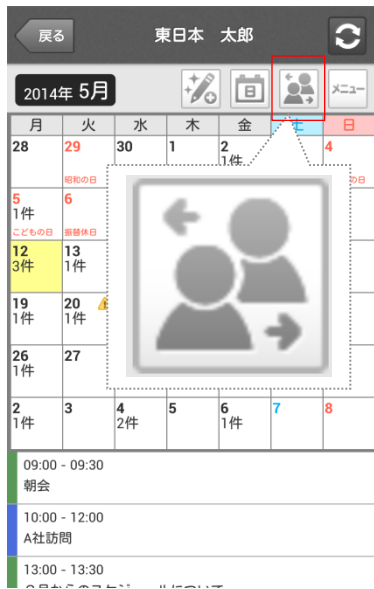 戻る 東日本 太郎
2014年 5月 日 メニュー
月 火 水 木 金 土 日
28 29 30 1 2 4
1件
昭和の日 の日
5 6
1件
こどもの日 振替休日
12 13
3件 1件
19 20
1件 1件
26 27
1件
2 3 4 5 6 7 8
1件 2件 1件
09:00 - 09:30
朝会
10:00 - 12:00
A社訪問
13:00 - 13:30